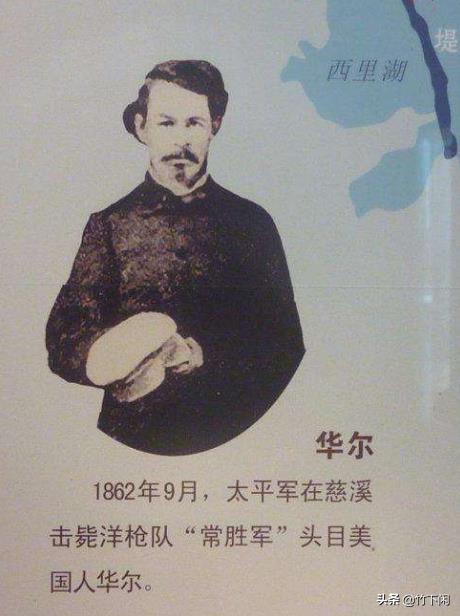 堤
西里湖
华尔
1862年9月，太平军在慈溪
击毙洋枪队“常胜军”头目美
国人华尔。
头条 @竹下闲